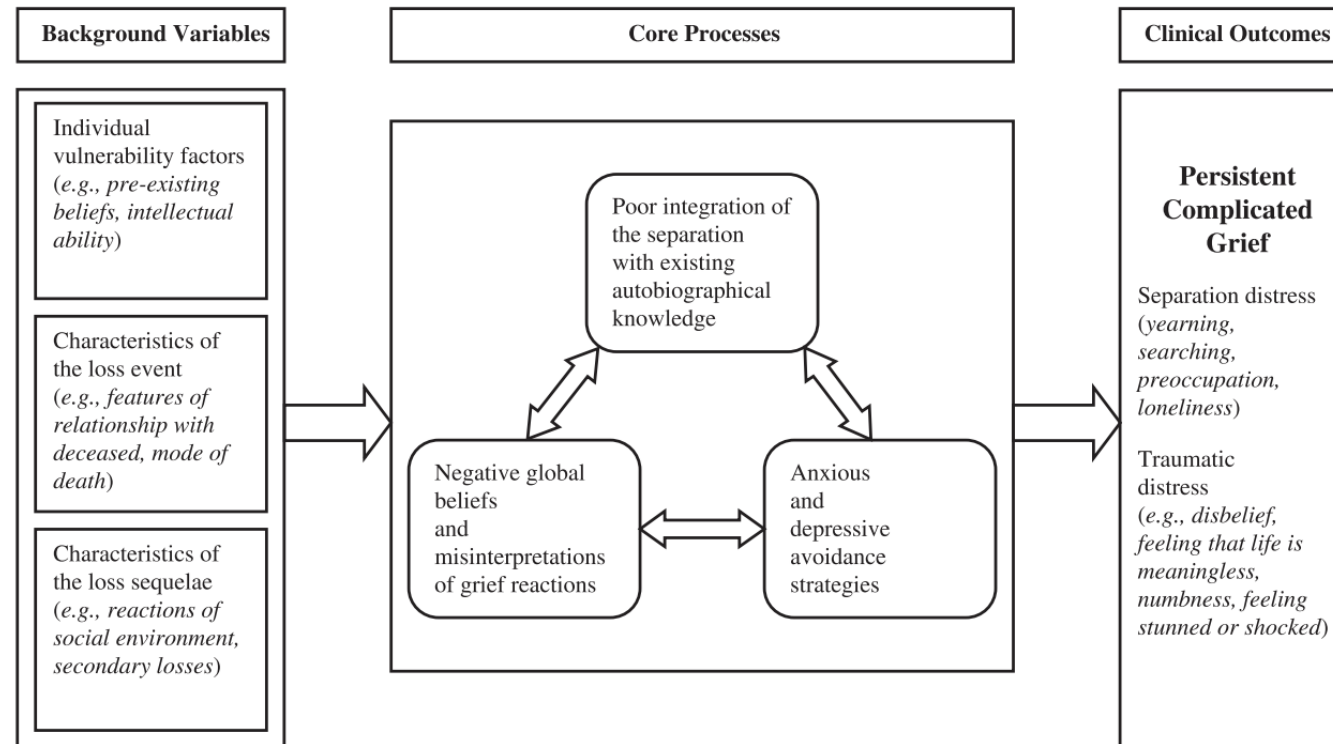 Background Variables
Core Processes
Clinical Outcomes
Individual
vulnerability factors
(e.g., pre-existing
beliefs, intellectual
ability)
Characteristics of
the loss event
(e.g., features of
relationship with
deceased, mode of
death)
Characteristics of
the loss sequelae
(e.g., reactions of
social environment,
secondary losses)
Poor integration of
the separation
with existing
autobiographical
knowledge
Negative global
beliefs
and
misinterpretations
of grief reactions
Anxious
and
depressive
avoidance
strategies
Persistent
Complicated
Grief
Separation distress
(yearning,
searching,
preoccupation,
loneliness)
Traumatic
distress
(e.g., disbelief,
feeling that life is
meaningless,
numbness, feeling
stunned or shocked)